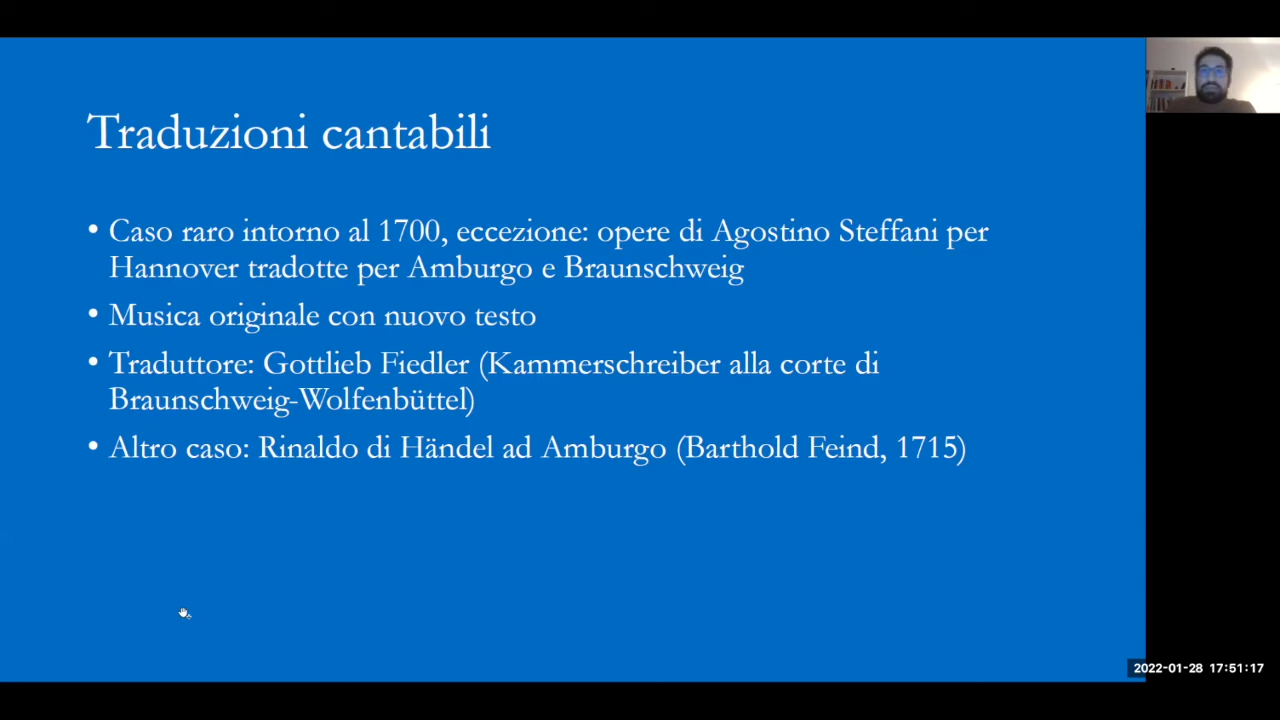 Traduzioni cantabili
• Caso raro intorno al 1700, eccezione: opere di Agostino Steffani per
Hannover tradotte per Amburgo e Braunschweig
• Musica originale con nuovo testo
• Traduttore: Gottlieb Fiedler (Kammerschreiber alla corte di
Braunschweig-Wolfenbüttel)
• Altro caso: Rinaldo di Händel ad Amburgo (Barthold Feind, 1715)
2022-01-28 17:51:17